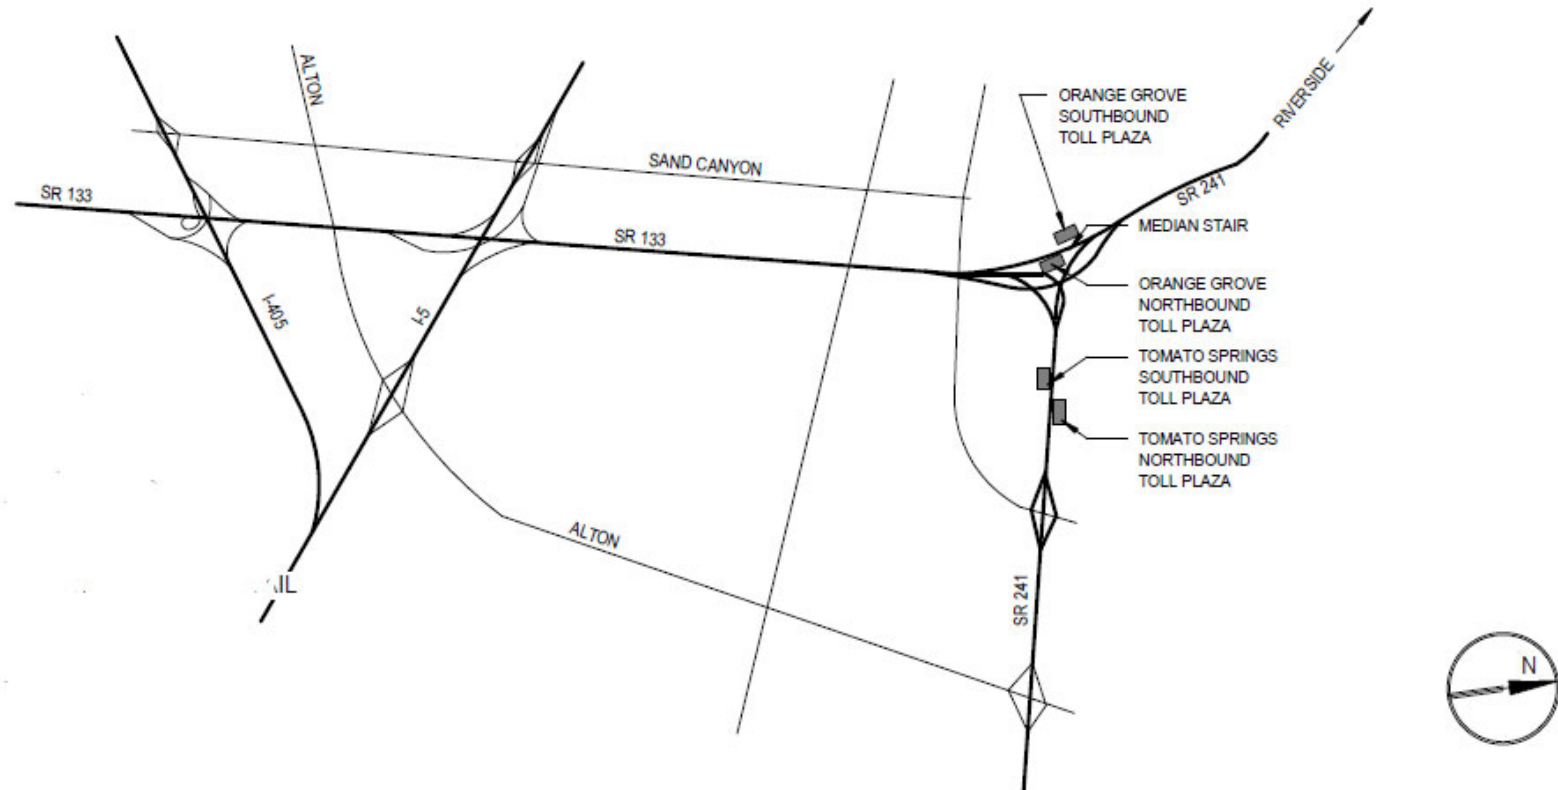 ALTON
SAND CANYON
SR 133
SR 133
I-405
I-5
ALTON
ORANGE GROVE
SOUTHBOUND
TOLL PLAZA
RIVERSIDE
SR 241
MEDIAN STAIR
ORANGE GROVE
NORTHBOUND
TOLL PLAZA
TOMATO SPRINGS
SOUTHBOUND
TOLL PLAZA
TOMATO SPRINGS
NORTHBOUND
TOLL PLAZA
SR 241
N